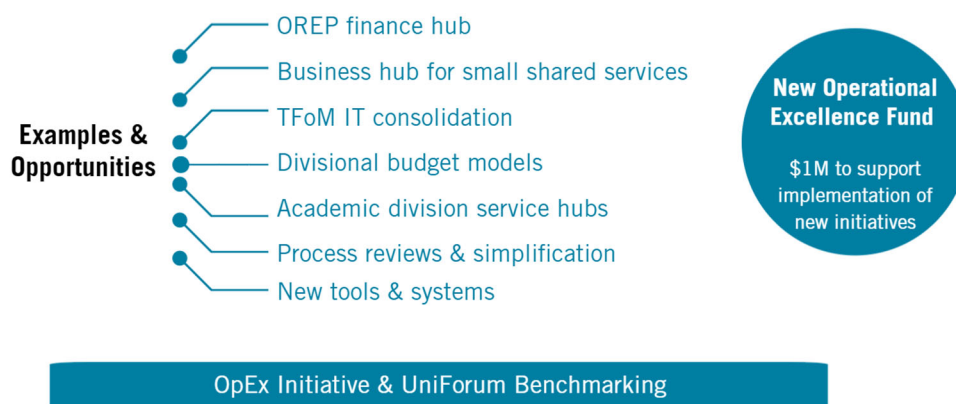 Examples &
Opportunities
OREP finance hub
Business hub for small shared services
TFoM IT consolidation
Divisional budget models
Academic division service hubs
Process reviews & simplification
New tools & systems
New Operational
Excellence Fund
$1M to support
implementation of
new initiatives
OpEx Initiative & UniForum Benchmarking